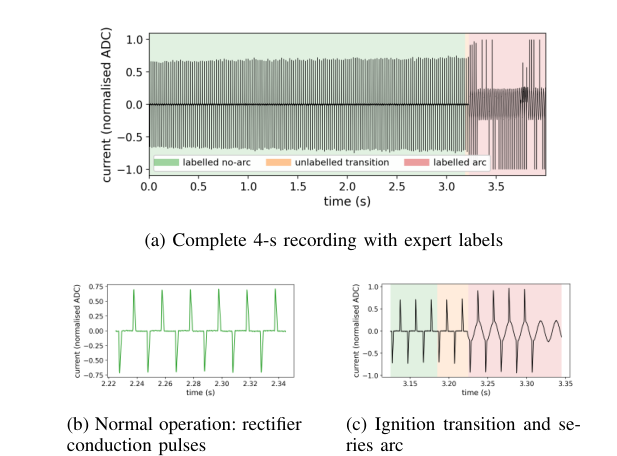 current (normalised ADC)
1.0
0.5
0.0
−0.5
−1.0
labelled no-arc unlabelled transition labelled arc
0.0 0.5 1.0 1.5 2.0 2.5 3.0 3.5
time (s)
(a) Complete 4-s recording with expert labels
current (normalised ADC)
0.75
0.50
0.25
0.00
−0.25
−0.50
−0.75
2.22 2.24 2.26 2.28 2.30 2.32 2.34
time (s)
current (normalised ADC)
1.0
0.5
0.0
−0.5
−1.0
3.15 3.20 3.25 3.30 3.35
time (s)
(b) Normal operation: rectifier
conduction pulses
(c) Ignition transition and se-
ries arc